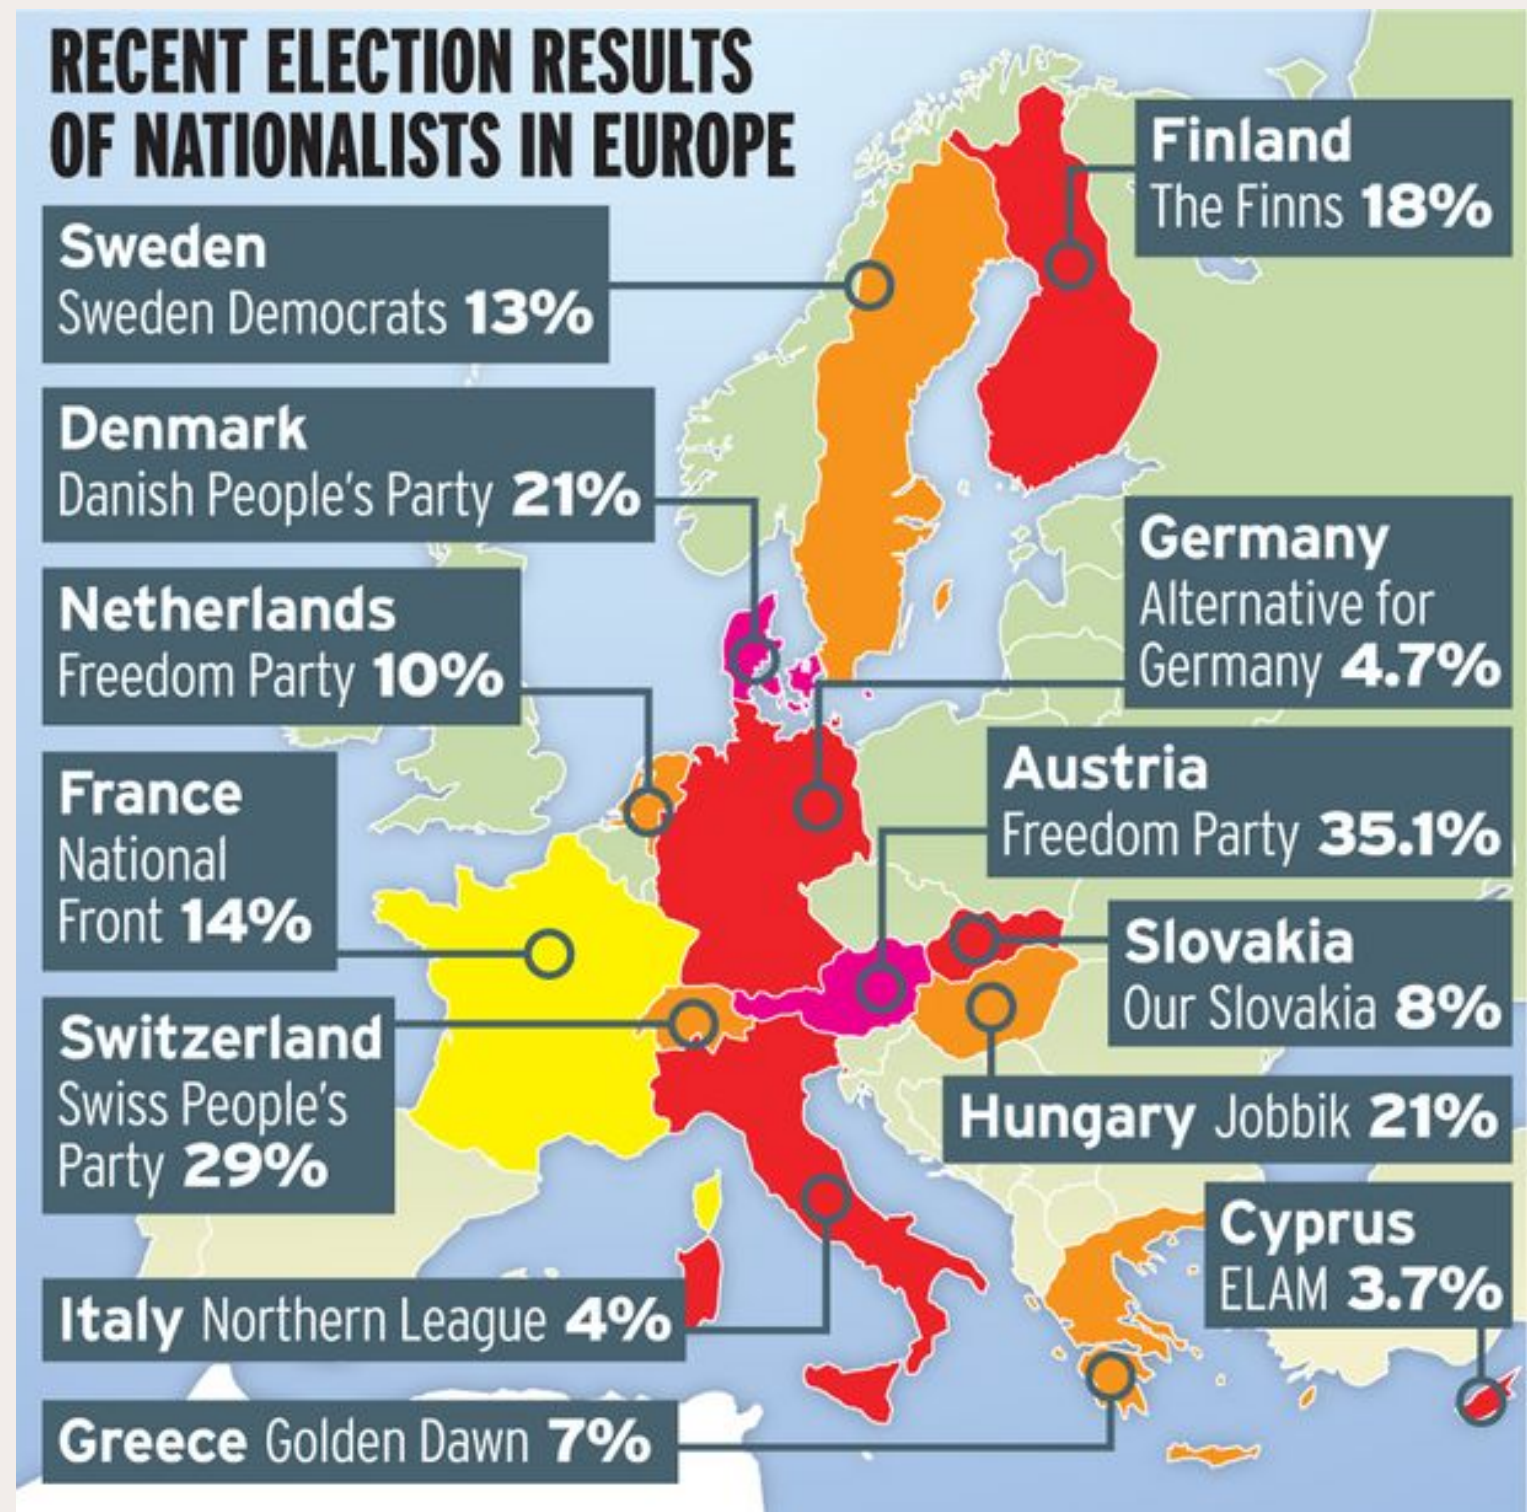 RECENT ELECTION RESULTS
OF NATIONALISTS IN EUROPE
Sweden
Sweden Democrats 13%
Denmark
Danish People's Party 21%
Netherlands
Freedom Party 10%
France
National
Front 14%
Switzerland
Swiss People's
Party 29%
Italy Northern League 4%
Greece Golden Dawn 7%
Finland
The Finns 18%
Germany
Alternative for
Germany 4.7%
Austria
Freedom Party 35.1%
Slovakia
Our Slovakia 8%
Hungary Jobbik 21%
Cyprus
ELAM 3.7%